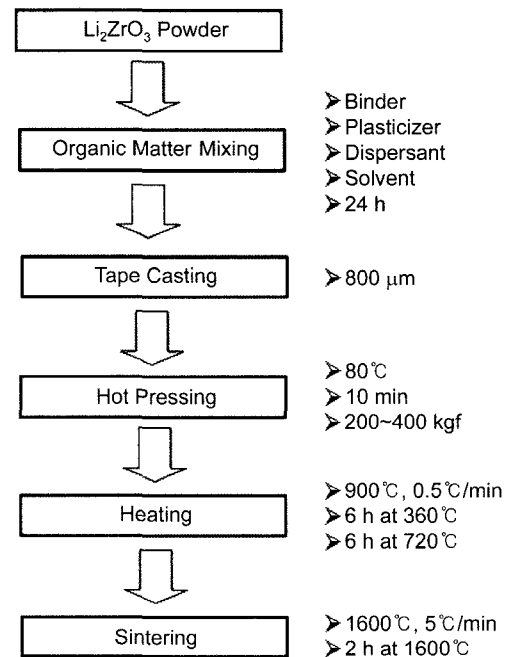 Li₂ZrO₃ Powder
Organic Matter Mixing
➢Binder
➢Plasticizer
➢Dispersant
➢Solvent
➢24 h
Tape Casting
➢800 μm
Hot Pressing
➢80℃
➢10 min
➢200~400 kgf
Heating
➢900℃, 0.5℃/min
➢6 h at 360℃
➢6 h at 720℃
Sintering
➢1600℃, 5℃/min
➢2 h at 1600℃